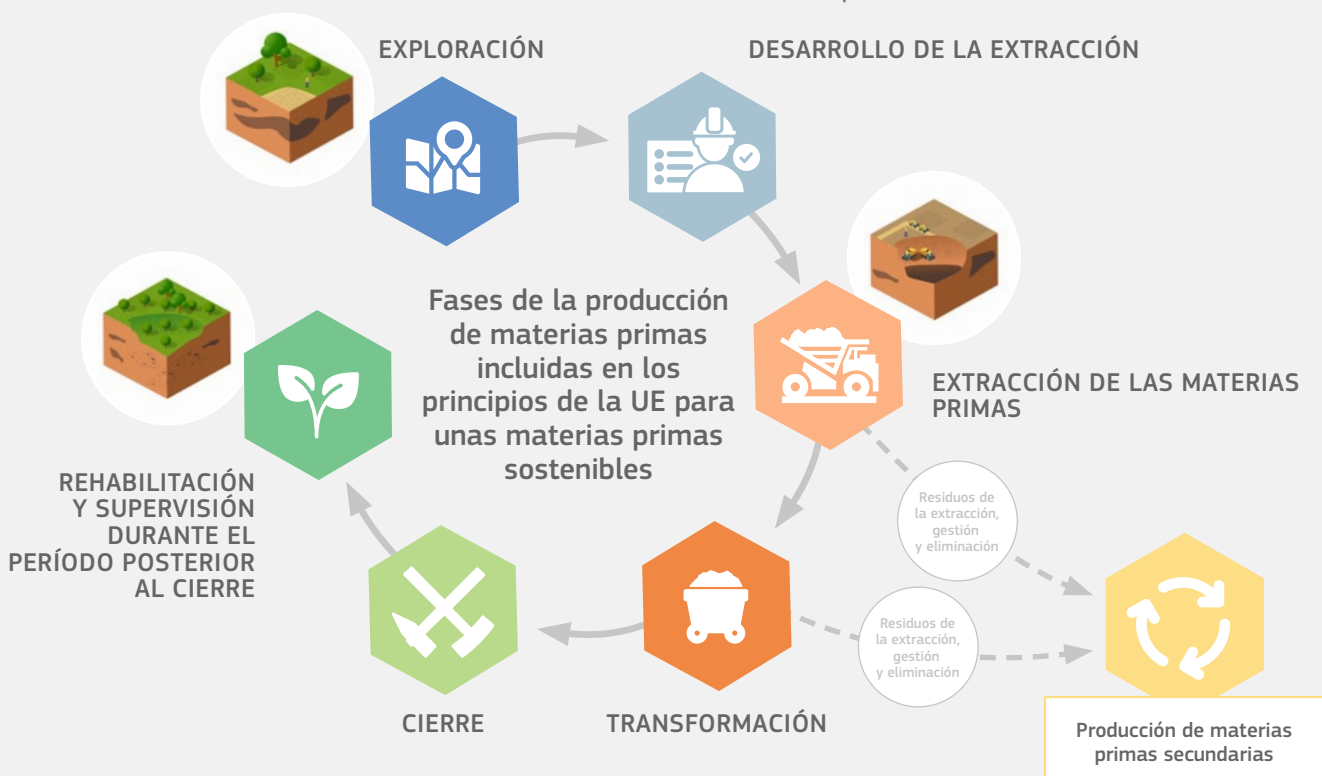 EXPLORACIÓN
DESARROLLO DE LA EXTRACCIÓN
Fases de la producción
de materias primas
incluidas en los
principios de la UE para
unas materias primas
sostenibles
EXTRACCIÓN DE LAS MATERIAS
PRIMAS
REHABILITACIÓN
Y SUPERVISIÓN
DURANTE EL
PERÍODO POSTERIOR
AL CIERRE
Residuos de
la extracción,
gestión
y eliminación
Residuos de
la extracción,
gestión
y eliminación
CIERRE
TRANSFORMACIÓN
Producción de materias
primas secundarias